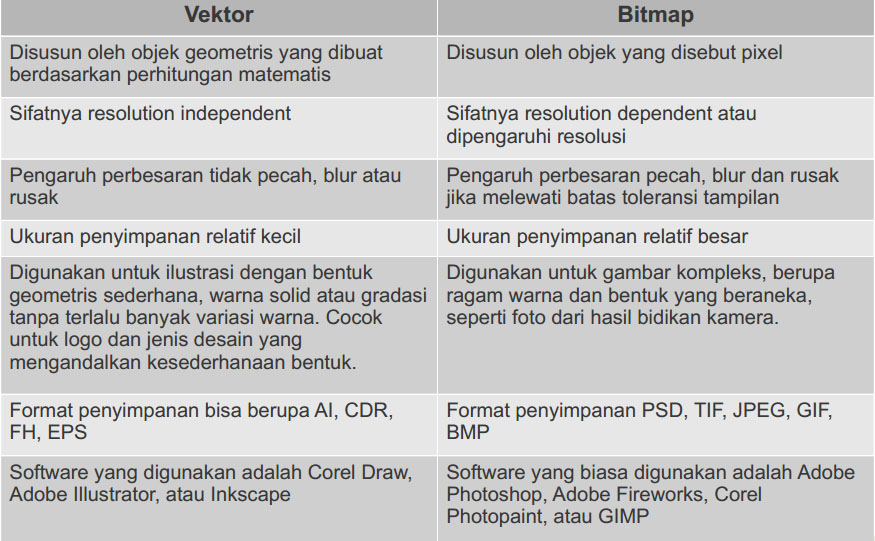 Vektor
Bitmap
Disusun oleh objek geometris yang dibuat
berdasarkan perhitungan matematis
Disusun oleh objek yang disebut pixel
Sifatnya resolution independent
Sifatnya resolution dependent atau
dipengaruhi resolusi
Pengaruh perbesaran tidak pecah, blur atau
rusak
Pengaruh perbesaran pecah, blur dan rusak
jika melewati batas toleransi tampilan
Ukuran penyimpanan relatif kecil
Ukuran penyimpanan relatif besar
Digunakan untuk ilustrasi dengan bentuk
geometris sederhana, warna solid atau gradasi
tanpa terlalu banyak variasi warna. Cocok
untuk logo dan jenis desain yang
mengandalkan kesederhanaan bentuk.
Digunakan untuk gambar kompleks, berupa
ragam warna dan bentuk yang beraneka,
seperti foto dari hasil bidikan kamera.
Format penyimpanan bisa berupa AI, CDR,
FH, EPS
Format penyimpanan PSD, TIF, JPEG, GIF,
BMP
Software yang digunakan adalah Corel Draw,
Adobe Illustrator, atau Inkscape
Software yang biasa digunakan adalah Adobe
Photoshop, Adobe Fireworks, Corel
Photopaint, atau GIMP